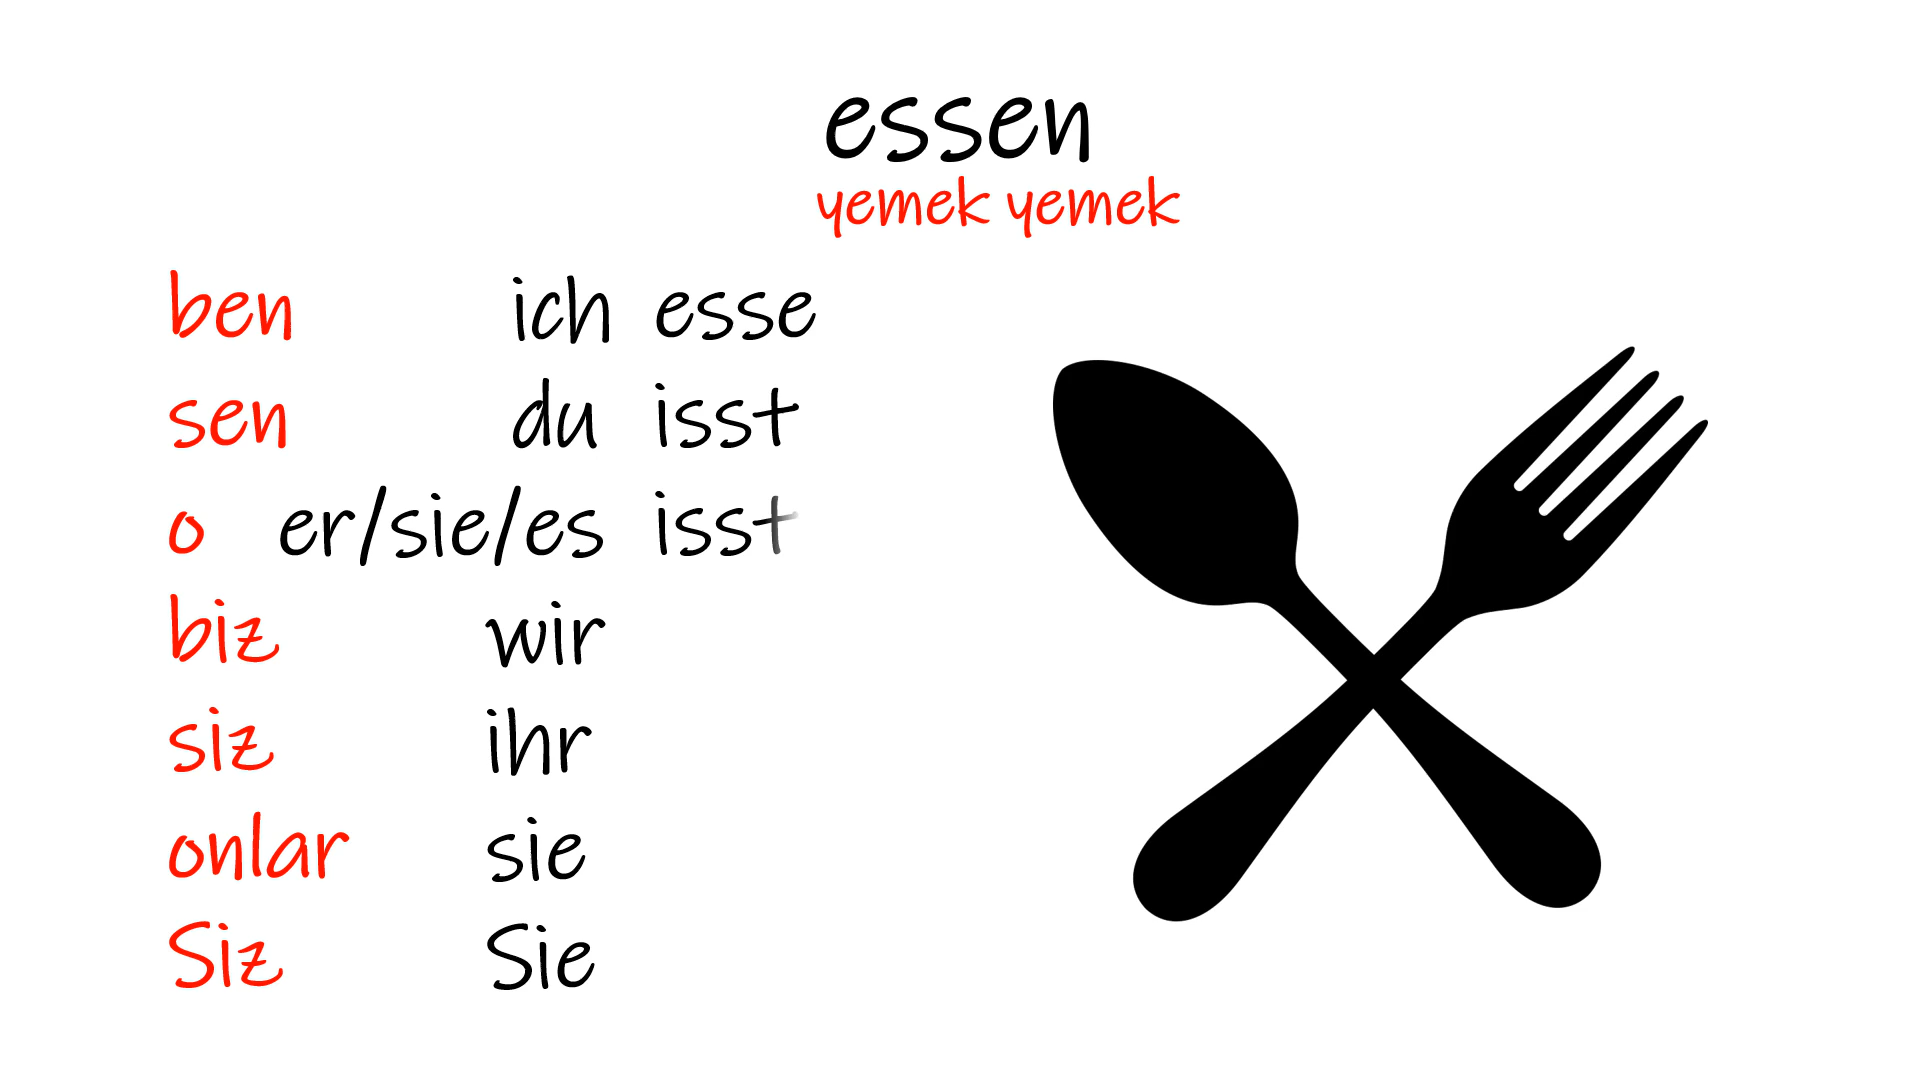 essen
yemek yemek
ben ich esse
sen du isst
o er/sie/es isst
biz wir
siz ihr
onlar sie
Siz Sie